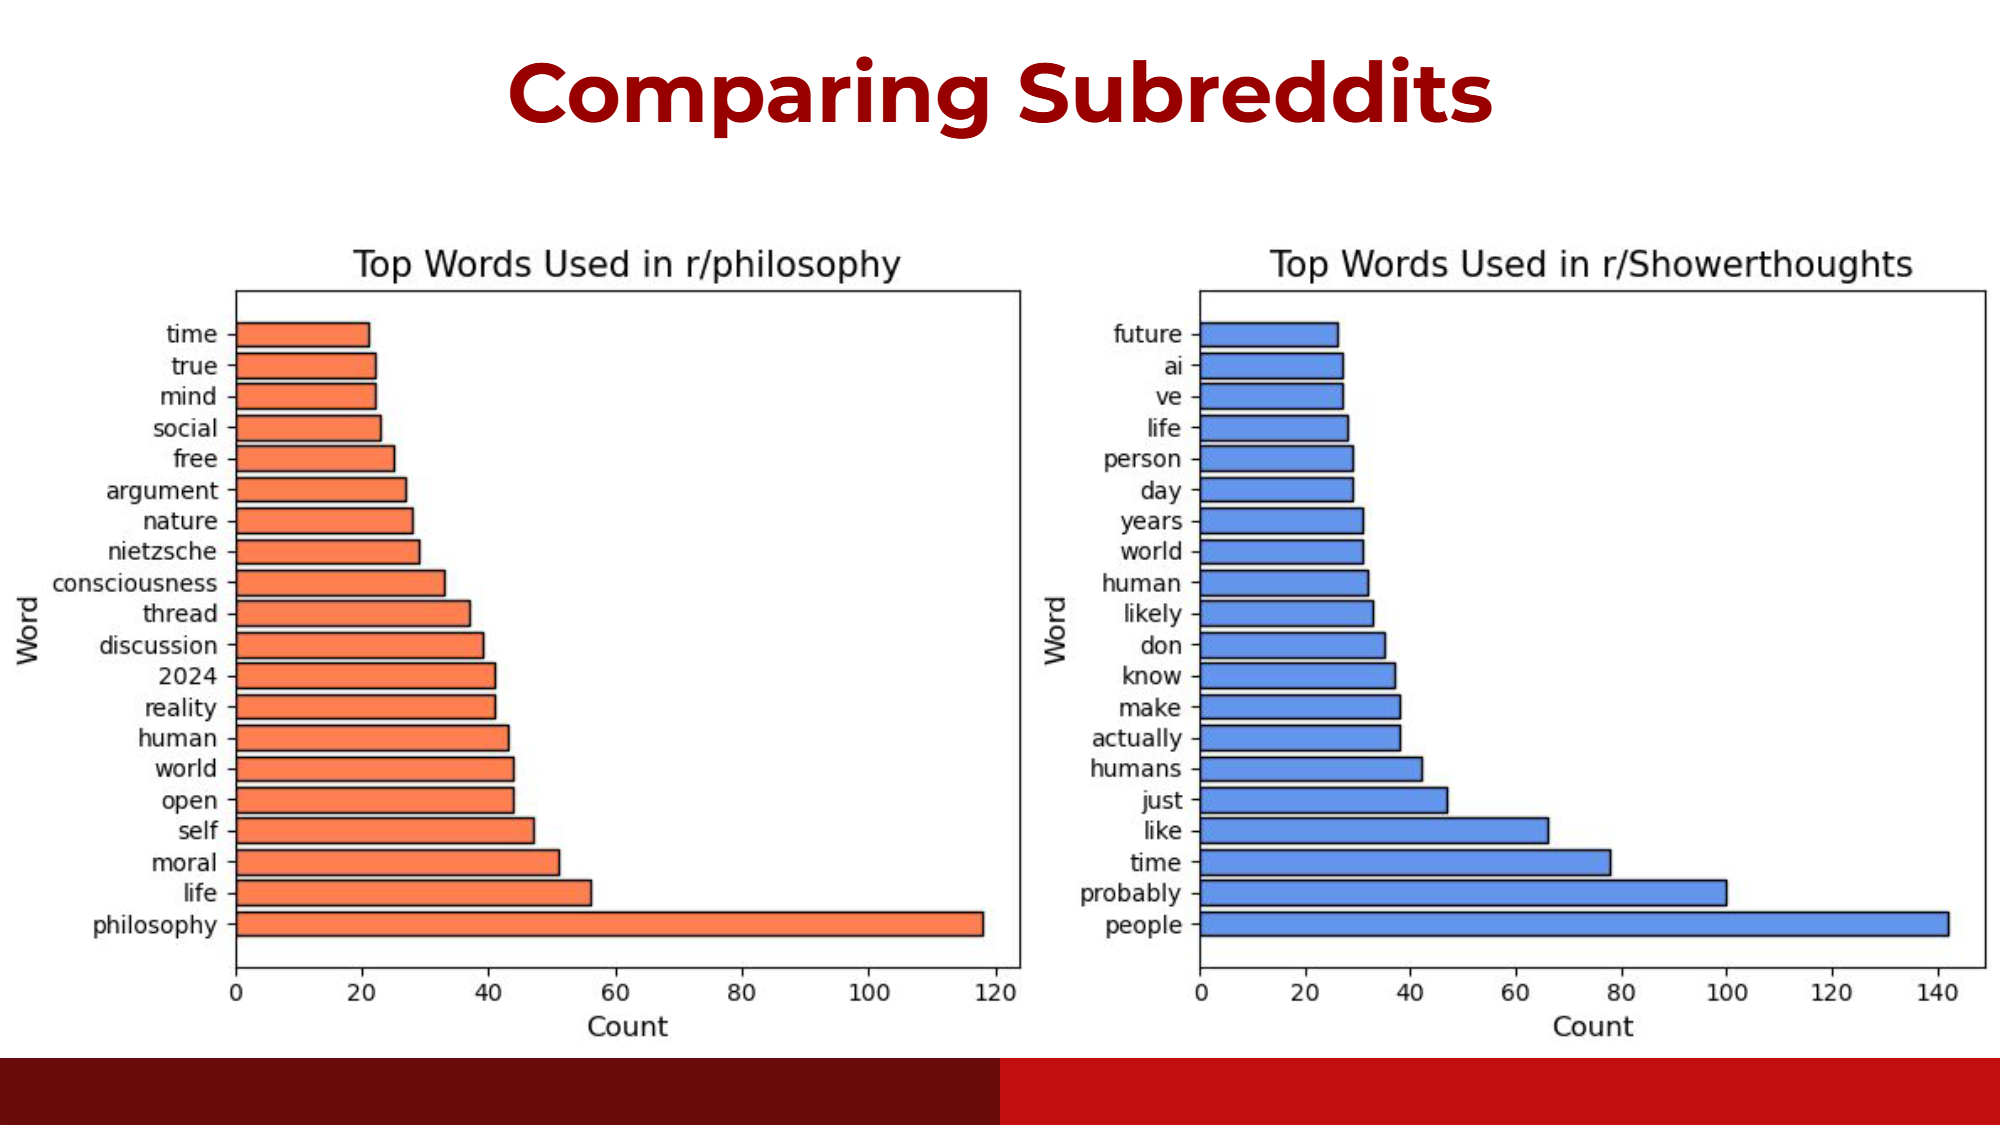 Comparing Subreddits
Top Words Used in r/philosophy
Word
time
true
mind
social
free
argument
nature
nietzsche
consciousness
thread
discussion
2024
reality
human
world
open
self
moral
life
philosophy
0 20 40 60 80 100 120
Count
Top Words Used in r/Showerthoughts
Word
future
ai
ve
life
person
day
years
world
human
likely
don
know
make
actually
humans
just
like
time
probably
people
0 20 40 60 80 100 120 140
Count